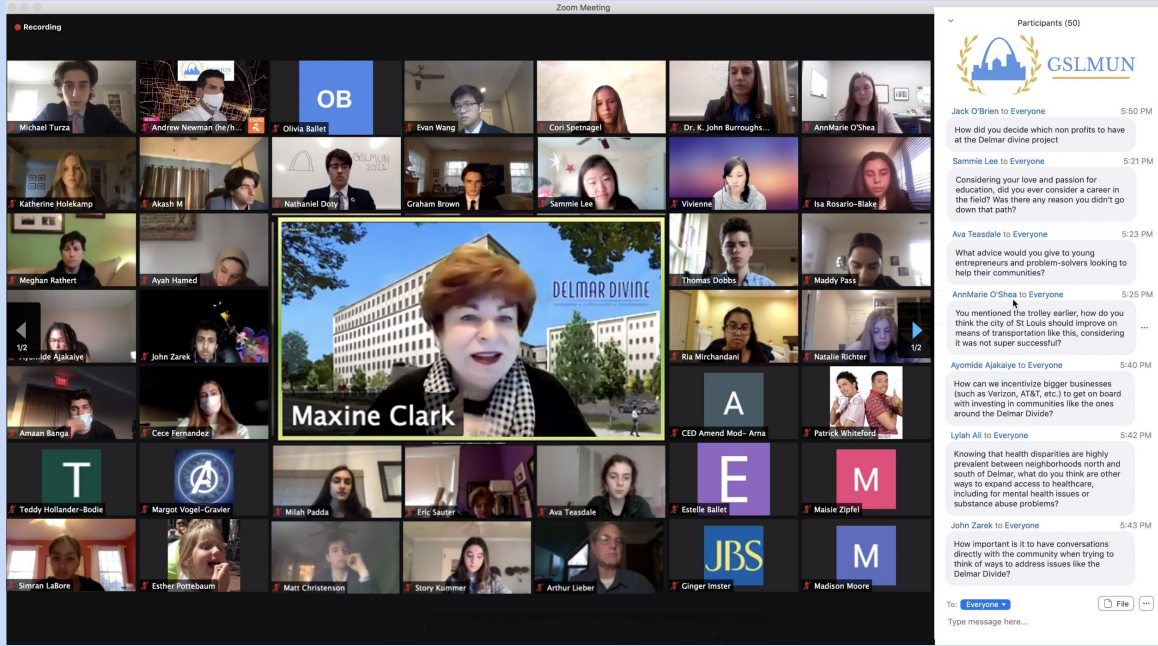 Zoom Meeting
Recording
Michael Turza
GSLMUN
Andrew Newman (he/h...
OB
Olivia Ballet
Evan Wang
Cori Spetnagel
Dr. K. John Burroughs...
AnnMarie O'Shea
Katherine Holekamp
Akash M
GSLMUN
2021
Nathaniel Doty
Graham Brown
Sammie Lee
Vivienne
Isa Rosario-Blake
Meghan Rathert
Ayah Hamed
Recording
DELMAR DIVINE
Maxine Clark
Thomas Dobbs
Maddy Pass
1/2
Ayomide Ajakaiye
John Zarek
Ria Mirchandani
Natalie Richter
1/2
Amaan Banga
Cece Fernandez
A
CED Amend Mod- Arna
Patrick Whiteford
T
Teddy Hollander-Bodie
Margot Vogel-Gravier
Milah Padda
Eric Sauter
Ava Teasdale
E
Estelle Ballet
M
Maisie Zipfel
Simran LaBore
Esther Pottebaum
Matt Christenson
Story Kummer
Arthur Lieber
JBS
Ginger Imster
M
Madison Moore
Participants (50)
GSLMUN
Jack O'Brien to Everyone 5:50 PM
How did you decide which non profits to have
at the Delmar divine project
Sammie Lee to Everyone 5:21 PM
Considering your love and passion for
education, did you ever consider a career in
the field? Was there any reason you didn't go
down that path?
Ava Teasdale to Everyone 5:23 PM
What advice would you give to young
entrepreneurs and problem-solvers looking to
help their communities?
AnnMarie O'Shea to Everyone 5:25 PM
You mentioned the trolley earlier, how do you
think the city of St Louis should improve on
means of transportation like this, considering
it was not super successful?
Ayomide Ajakaiye to Everyone 5:40 PM
How can we incentivize bigger businesses
(such as Verizon, AT&T, etc.) to get on board
with investing in communities like the ones
around the Delmar Divide?
Lylah Ali to Everyone 5:42 PM
Knowing that health disparities are highly
prevalent between neighborhoods north and
south of Delmar, what do you think are other
ways to expand access to healthcare,
including for mental health issues or
substance abuse problems?
John Zarek to Everyone 5:43 PM
How important is it to have conversations
directly with the community when trying to
think of ways to address issues like the
Delmar Divide?
To: Everyone
File
Type message here...